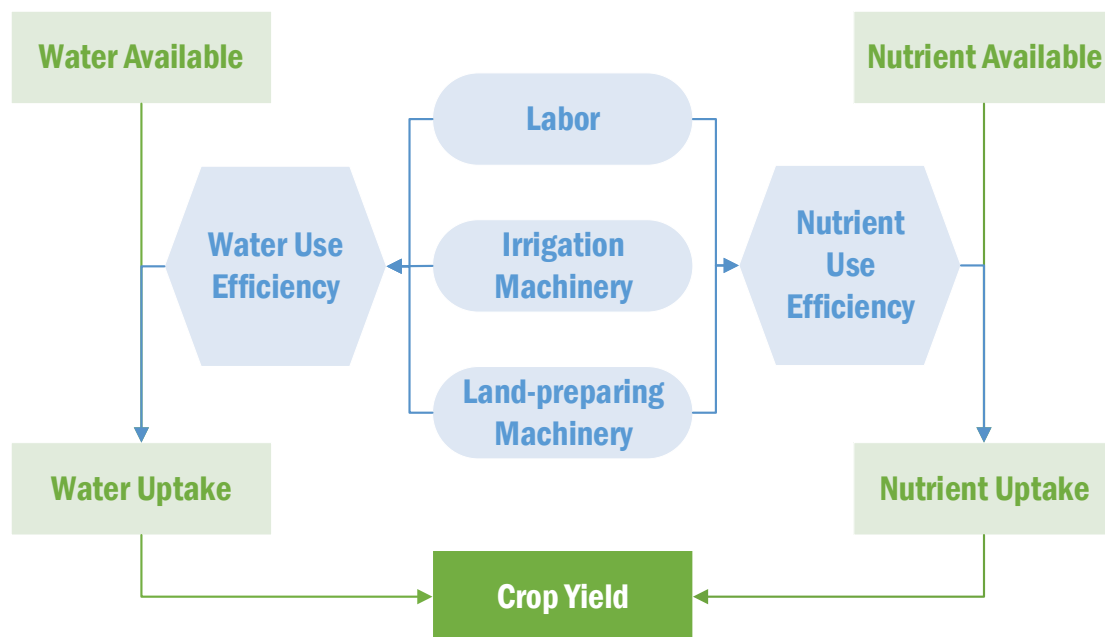 Water Available
Nutrient Available
Labor
Water Use
Efficiency
Irrigation
Machinery
Nutrient
Use
Efficiency
Land-preparing
Machinery
Water Uptake
Nutrient Uptake
Crop Yield